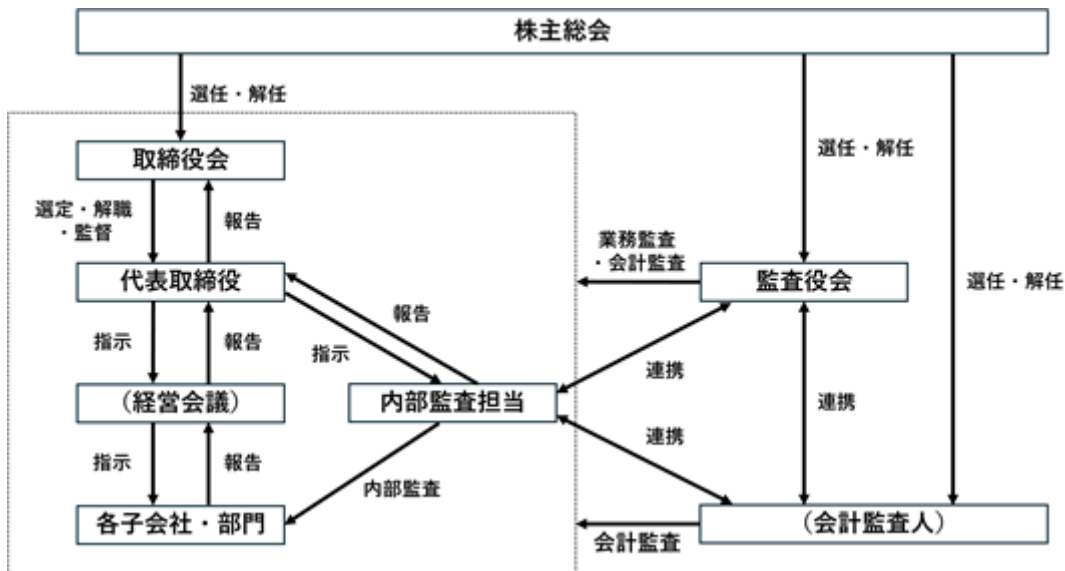 株主総会
選任・解任
取締役会
選任・解任
選定・解職
・監督
報告
業務監査
・会計監査
代表取締役
監査役会
選任・解任
報告
指示
報告
指示
連携
（経営会議）
内部監査担当
連携
連携
指示
報告
内部監査
各子会社・部門
（会計監査人）
会計監査